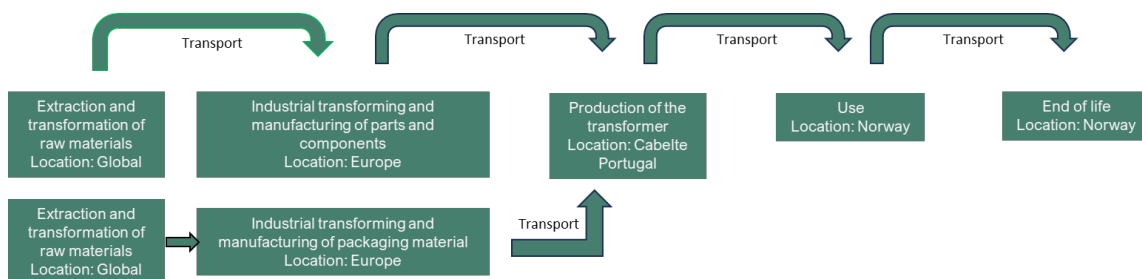 Transport
Transport
Transport
Transport
Extraction and
transformation of
raw materials
Location: Global
Industrial transforming and
manufacturing of parts and
components
Location: Europe
Production of the
transformer
Location: Cabelte
Portugal
Use
Location: Norway
End of life
Location: Norway
Extraction and
transformation of
raw materials
Location: Global
Industrial transforming and
manufacturing of packaging material
Location: Europe
Transport